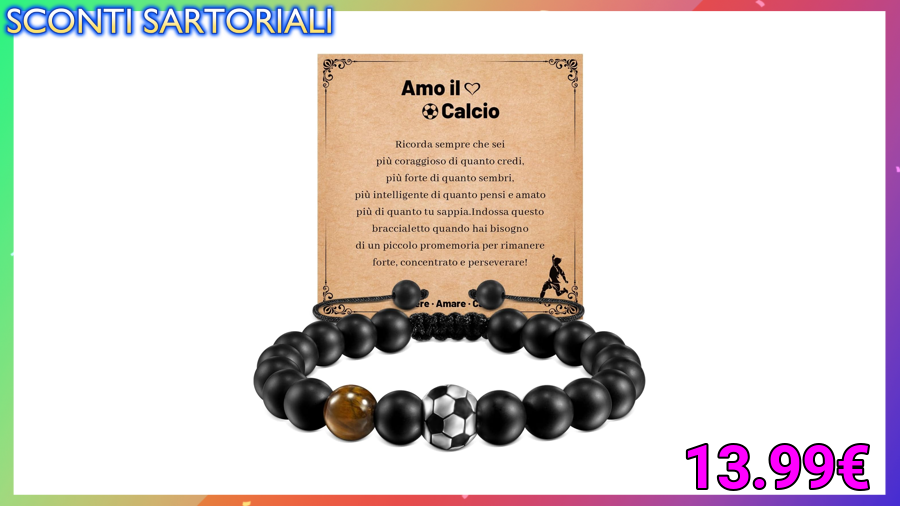 SCONTI SARTORIALI
Amo il
Calcio
Ricorda sempre che sei
più coraggioso di quanto credi,
più forte di quanto sembri,
più intelligente di quanto pensi e amato
più di quanto tu sappia.Indossa questo
braccialetto quando hai bisogno
di un piccolo promemoria per rimanere
forte, concentrato e perseverare!
Amare
13.99€